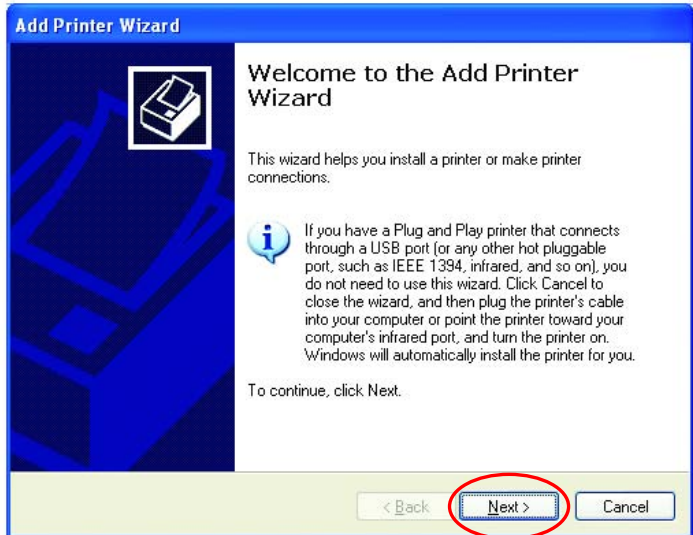 Add Printer Wizard
Welcome to the Add Printer
Wizard
This wizard helps you install a printer or make printer
connections.
If you have a Plug and Play printer that connects
through a USB port (or any other hot pluggable
port, such as IEEE 1394, infrared, and so on), you
do not need to use this wizard. Click Cancel to
close the wizard, and then plug the printer's cable
into your computer or point the printer toward your
computer's infrared port, and turn the printer on.
Windows will automatically install the printer for you.
To continue, click Next.
< Back Next > Cancel